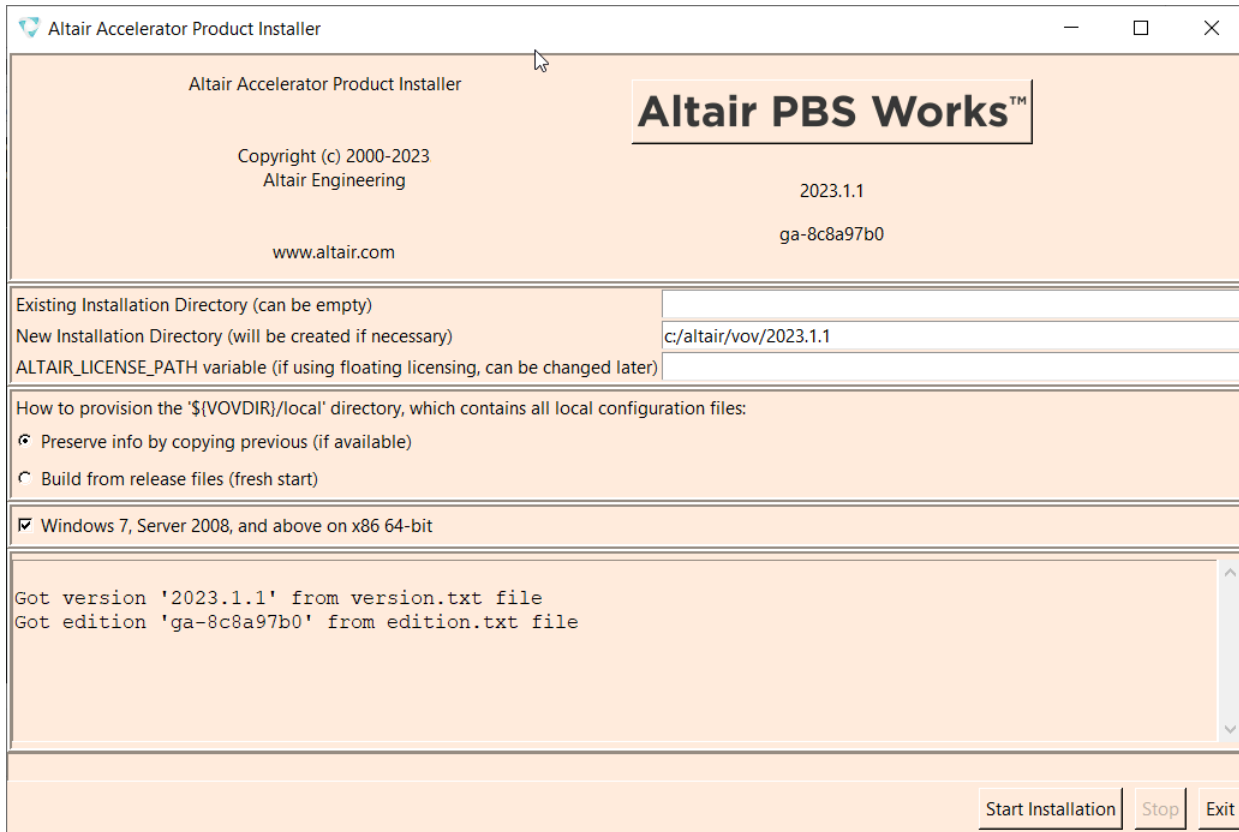 Altair Accelerator Product Installer
Altair Accelerator Product Installer
Altair PBS Works™
Copyright (c) 2000-2023
Altair Engineering
2023.1.1
ga-8c8a97b0
www.altair.com
Existing Installation Directory (can be empty)
New Installation Directory (will be created if necessary) c:/altair/vov/2023.1.1
ALTAIR_LICENSE_PATH variable (if using floating licensing, can be changed later)
How to provision the '${VOVDIR}/local' directory, which contains all local configuration files:
Preserve info by copying previous (if available)
Build from release files (fresh start)
Windows 7, Server 2008, and above on x86 64-bit
Got version '2023.1.1' from version.txt file
Got edition 'ga-8c8a97b0' from edition.txt file
Start Installation Stop Exit